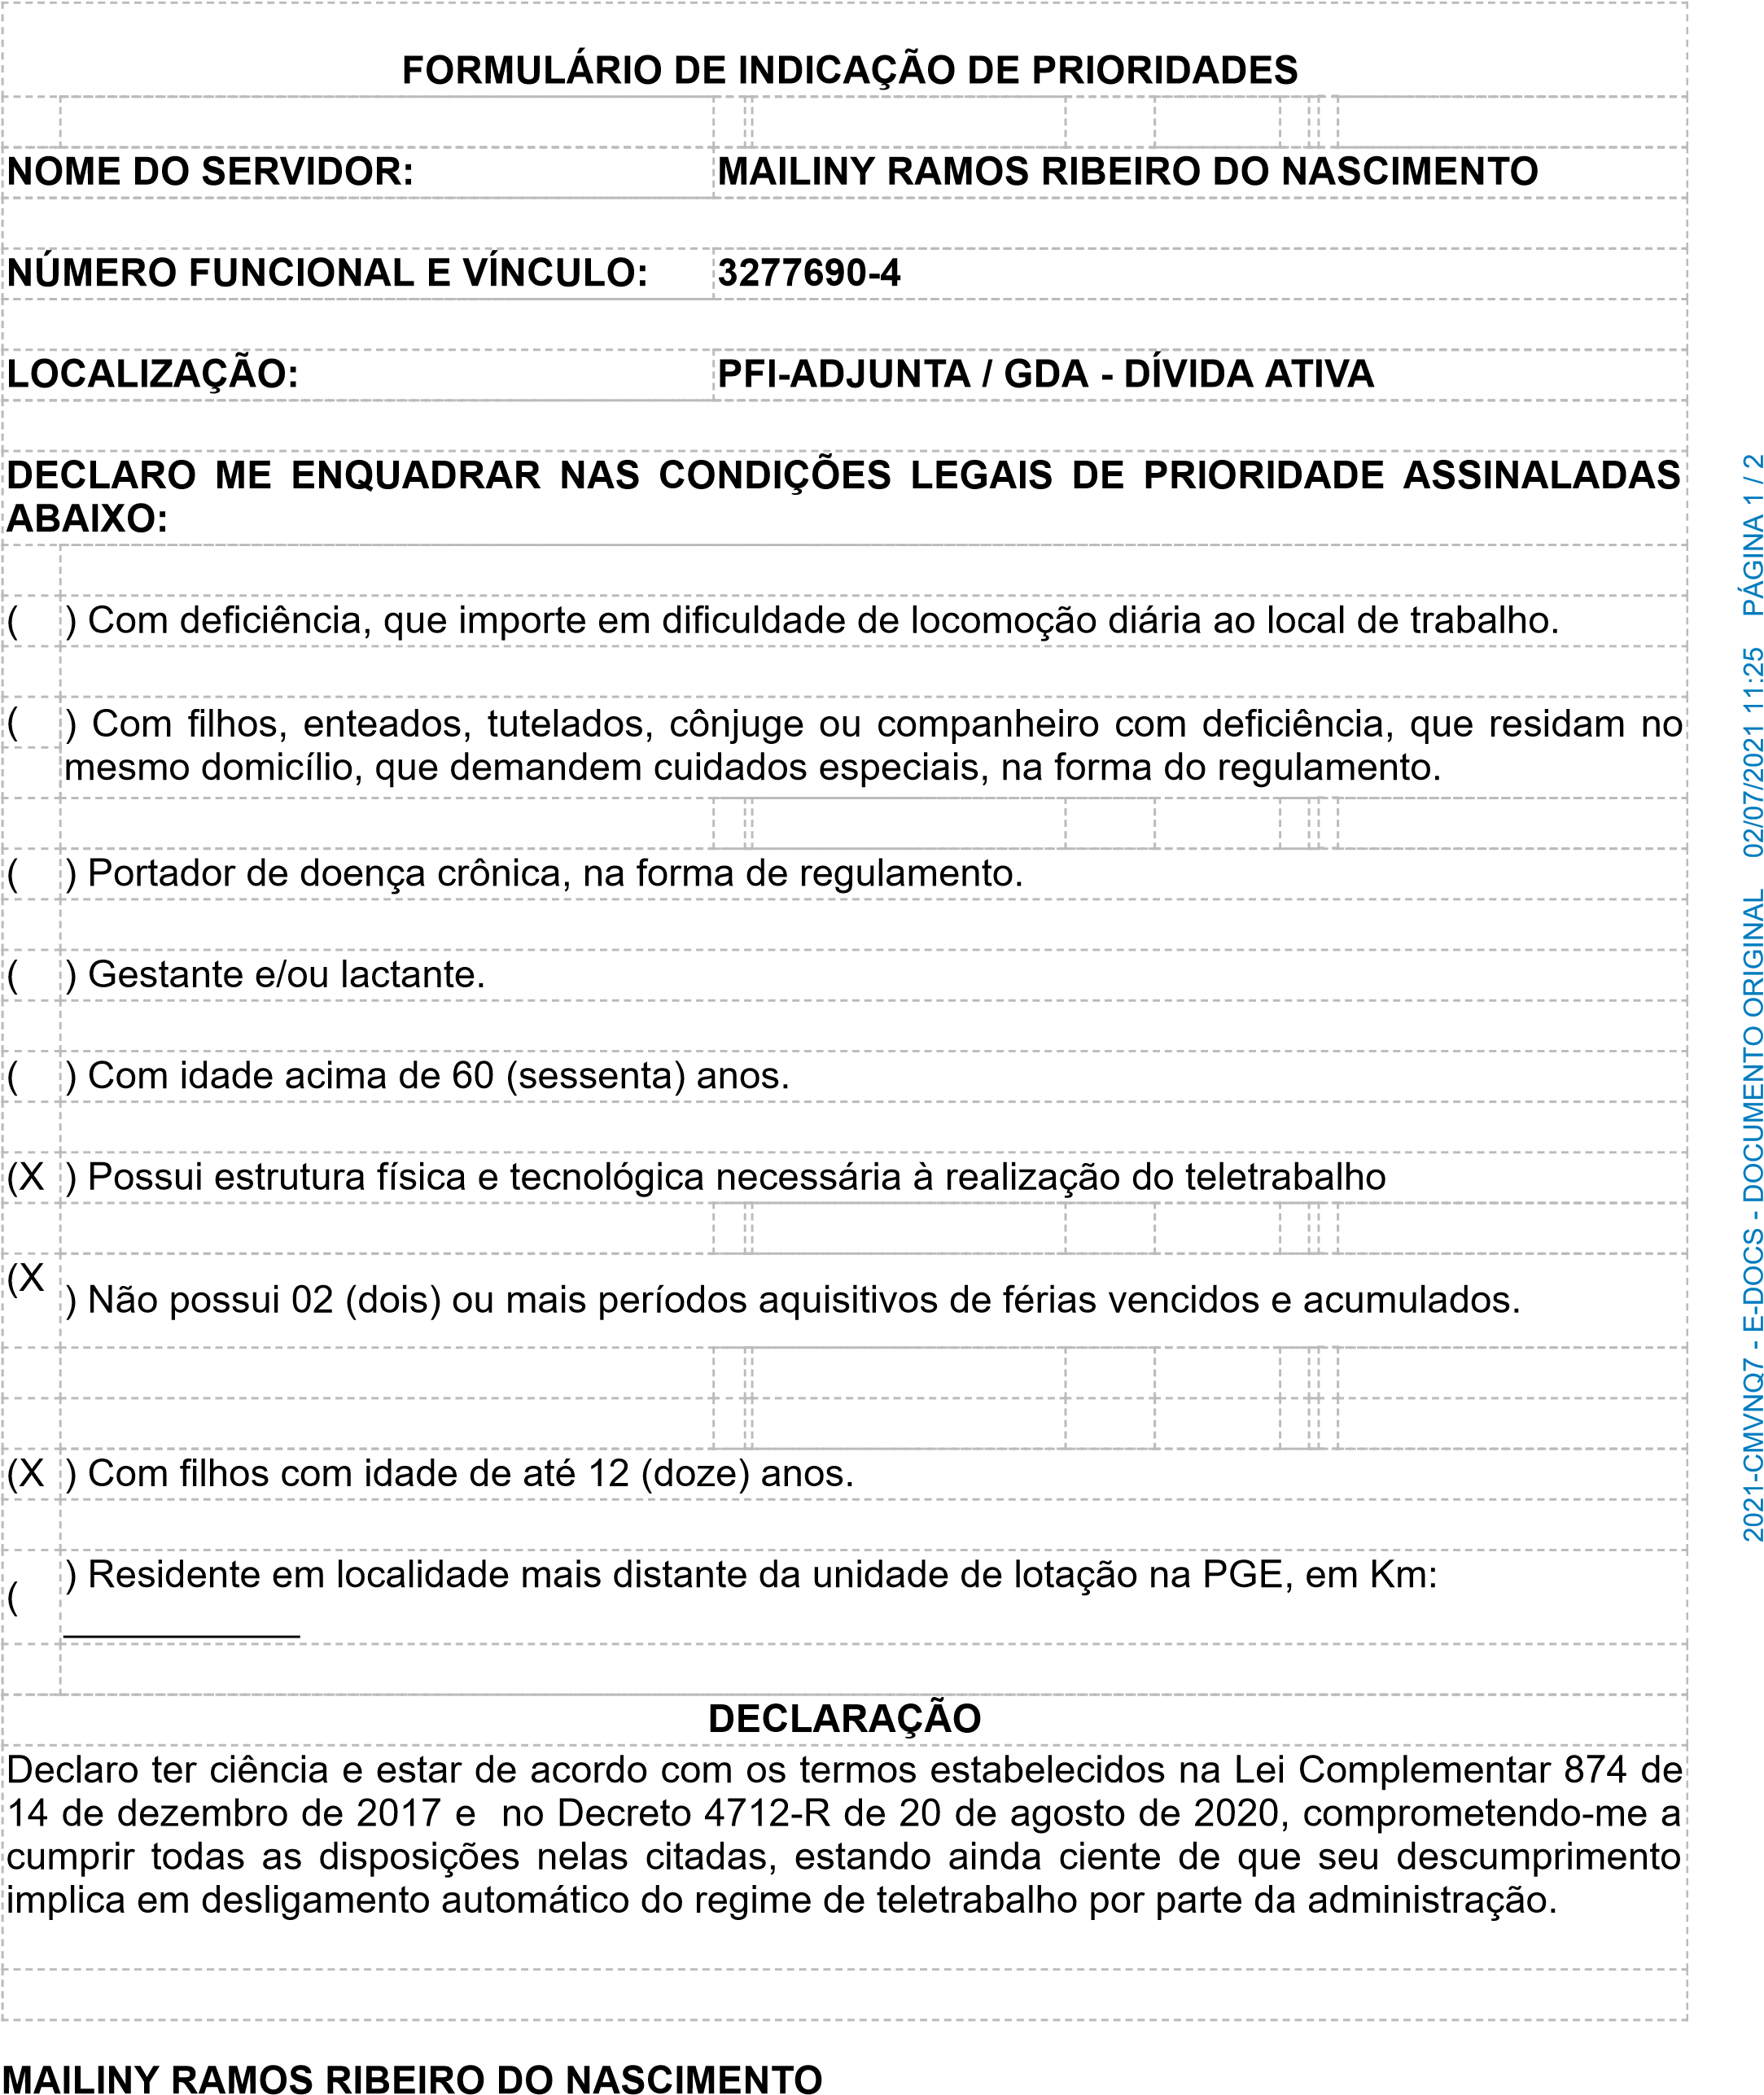 FORMULÁRIO DE INDICAÇÃO DE PRIORIDADES
NOME DO SERVIDOR: MAILINY RAMOS RIBEIRO DO NASCIMENTO
NÚMERO FUNCIONAL E VÍNCULO: 3277690-4
LOCALIZAÇÃO: PFI-ADJUNTA / GDA - DÍVIDA ATIVA
DECLARO ME ENQUADRAR NAS CONDIÇÕES LEGAIS DE PRIORIDADE ASSINALADAS
ABAIXO:
( ) Com deficiência, que importe em dificuldade de locomoção diária ao local de trabalho.
( ) Com filhos, enteados, tutelados, cônjuge ou companheiro com deficiência, que residam no
mesmo domicílio, que demandem cuidados especiais, na forma do regulamento.
( ) Portador de doença crônica, na forma de regulamento.
( ) Gestante e/ou lactante.
( ) Com idade acima de 60 (sessenta) anos.
(X ) Possui estrutura física e tecnológica necessária à realização do teletrabalho
(X ) Não possui 02 (dois) ou mais períodos aquisitivos de férias vencidos e acumulados.
(X ) Com filhos com idade de até 12 (doze) anos.
( ) Residente em localidade mais distante da unidade de lotação na PGE, em Km:
___________
DECLARAÇÃO
Declaro ter ciência e estar de acordo com os termos estabelecidos na Lei Complementar 874 de
14 de dezembro de 2017 e  no Decreto 4712-R de 20 de agosto de 2020, comprometendo-me a
cumprir todas as disposições nelas citadas, estando ainda ciente de que seu descumprimento
implica em desligamento automático do regime de teletrabalho por parte da administração.
MAILINY RAMOS RIBEIRO DO NASCIMENTO
2021-CMVNQ7 - E-DOCS - DOCUMENTO ORIGINAL 02/07/2021 11:25 PÁGINA 1 / 2